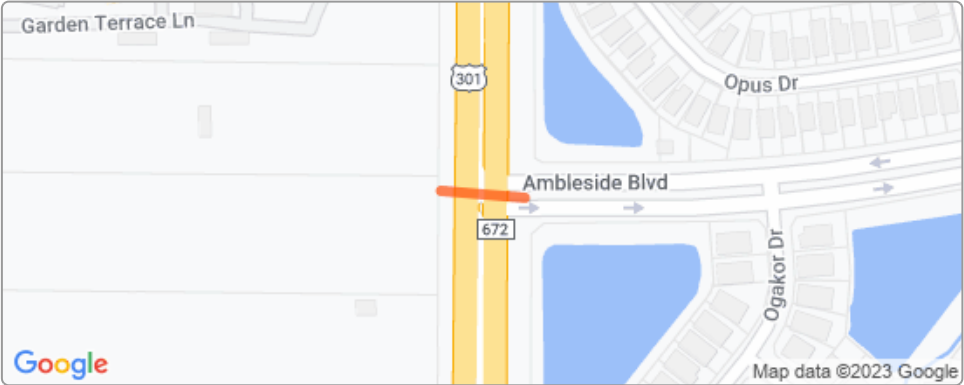 Garden Terrace Ln
301
Opus Dr
Ambleside Blvd
672
Ogakor Dr
Google
Map data ©2023 Google